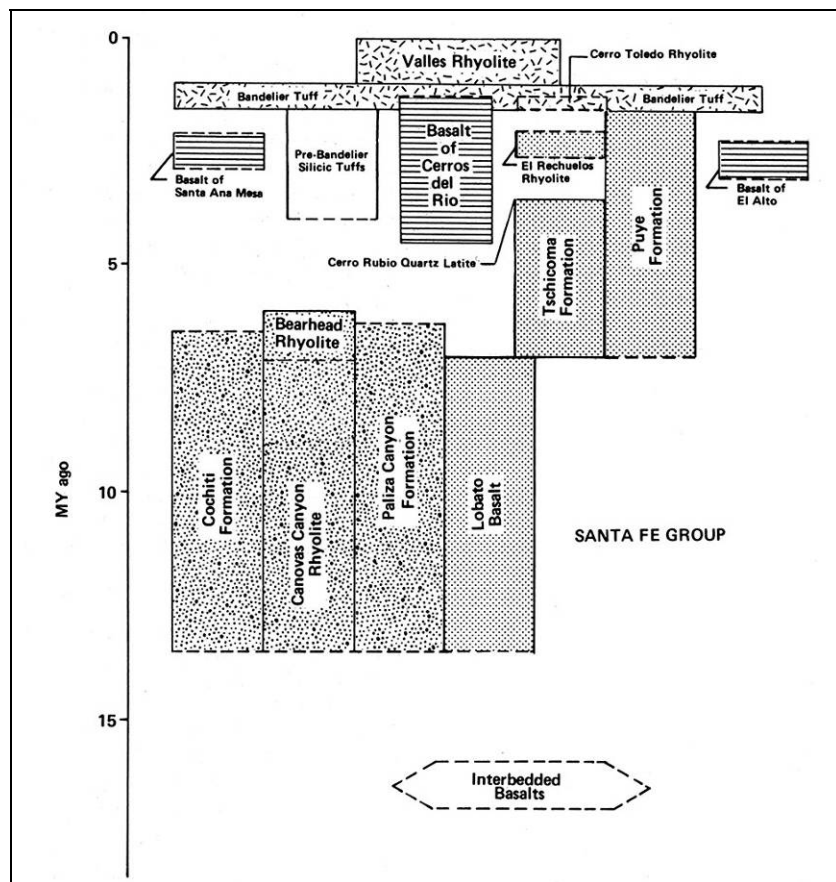 0
Cerro Toledo Rhyolite
Valles Rhyolite
Bandelier Tuff
Bandelier Tuff
Pre-Bandelier
Silicic Tuffs
Basalt
of
Cerros
del
Rio
El Rechuelos
Rhyolite
Basalt of
Santa Ana Mesa
Basalt of
El Alto
Puye
Formation
Cerro Rubio Quartz Latite
5
Tschicoma
Formation
Bearhead
Rhyolite
Cochiti
Formation
Canovas Canyon
Rhyolite
Paliza Canyon
Formation
Lobato
Basalt
MY ago
10
SANTA FE GROUP
15
Interbedded
Basalts